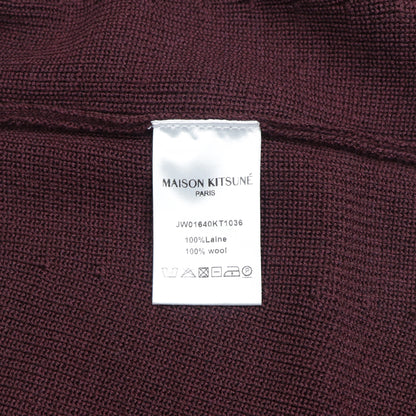 MAISON KITSUNÉ
PARIS
JW01640KT1036
100%Laine
100% wool